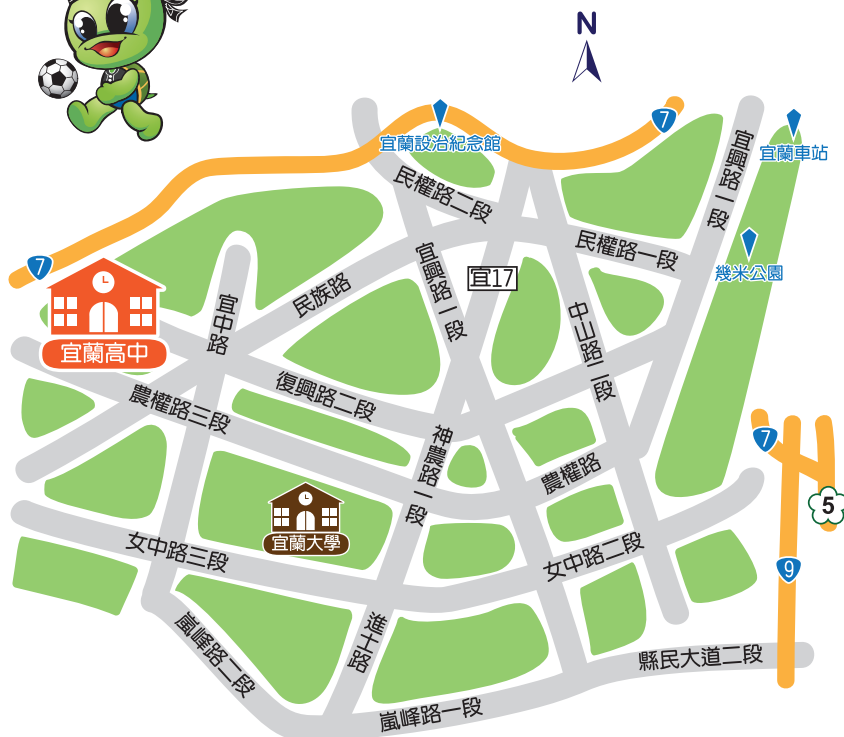 N
7
宜蘭設治紀念館
宜興路一段
宜蘭車站
民權路二段
民權路一段
7
幾米公園
宜興路一段
宜17
民族路
宜中路
中山路二段
宜蘭高中
復興路二段
農權路三段
神農路一段
7
農權路
5
宜蘭大學
女中路三段
女中路二段
9
嵐峰路二段
進士路
縣民大道二段
嵐峰路一段